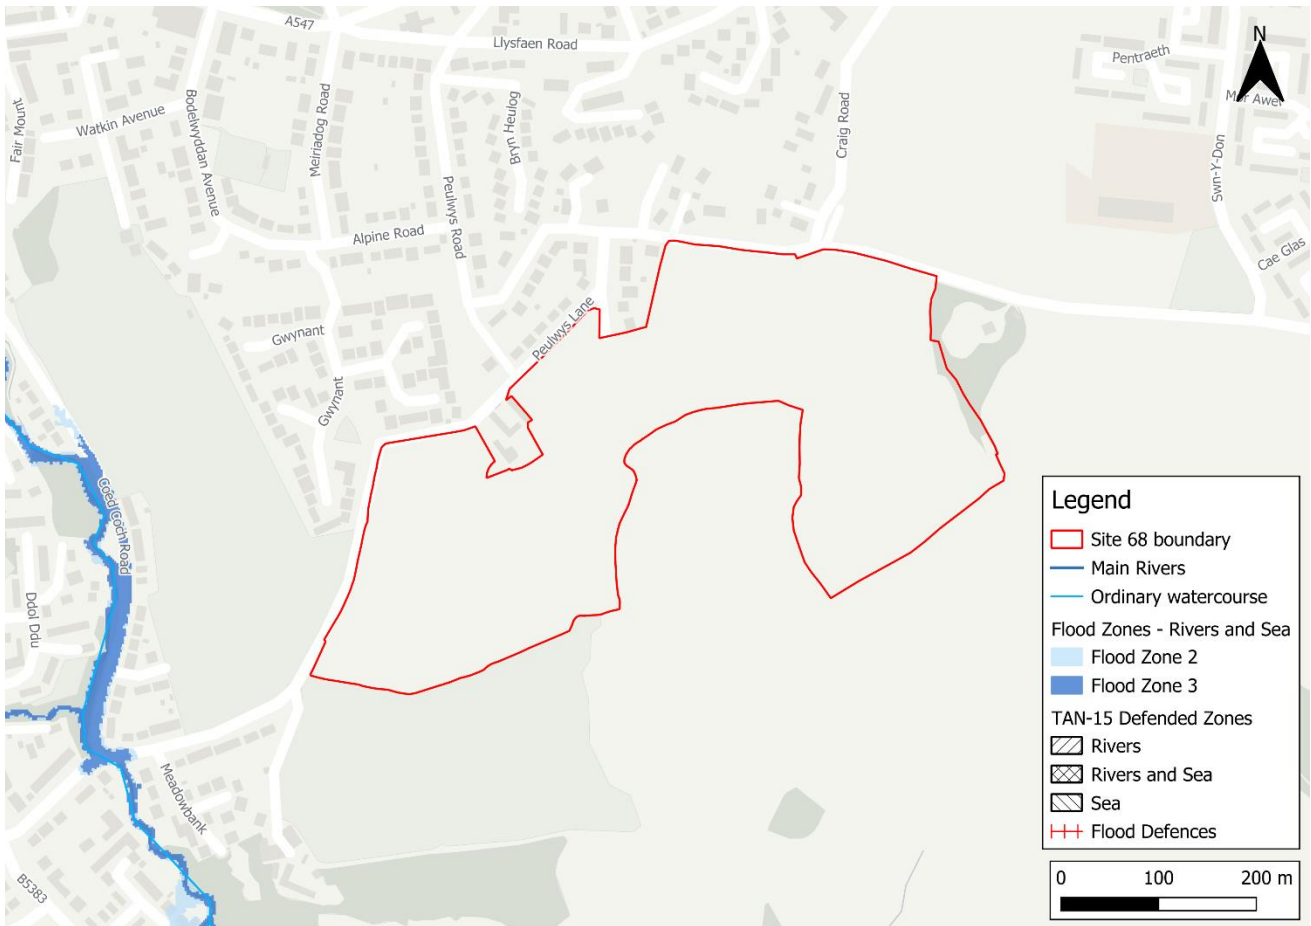 A547
Llysfaen Road
Pentraeth
N
Mor Awel
Fair Mont
Watkin Avenue
Bodelwyddan Avenue
Meiriadog Road
Bryn Heulog
Craig Road
Swn-Y-Don
Peulwys Road
Alpine Road
Cae Glas
Peulwys Lane
Gwynant
Gwynant
Coed Coch Road
Ddol Ddu
Meadowbank
B5383
Legend
Site 68 boundary
Main Rivers
Ordinary watercourse
Flood Zones - Rivers and Sea
Flood Zone 2
Flood Zone 3
TAN-15 Defended Zones
Rivers
Rivers and Sea
Sea
Flood Defences
0 100 200 m